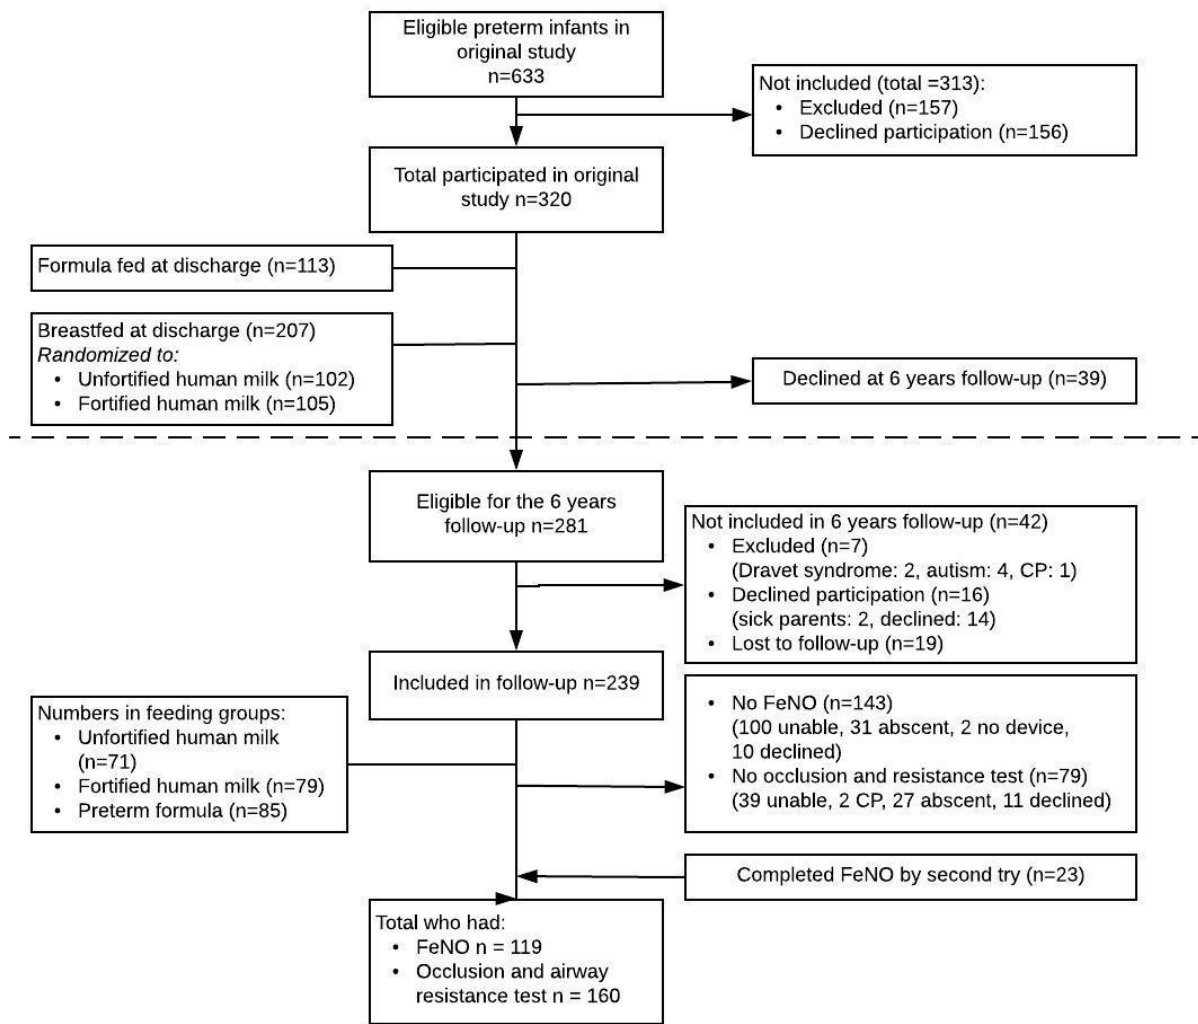 Eligible preterm infants in
original study
n=633
Not included (total =313):
• Excluded (n=157)
• Declined participation (n=156)
Total participated in original
study n=320
Formula fed at discharge (n=113)
Breastfed at discharge (n=207)
Randomized to:
• Unfortified human milk (n=102)
• Fortified human milk (n=105)
Declined at 6 years follow-up (n=39)
Eligible for the 6 years
follow-up n=281
Not included in 6 years follow-up (n=42)
• Excluded (n=7)
(Dravet syndrome: 2, autism: 4, CP: 1)
• Declined participation (n=16)
(sick parents: 2, declined: 14)
• Lost to follow-up (n=19)
Included in follow-up n=239
Numbers in feeding groups:
• Unfortified human milk
(n=71)
• Fortified human milk (n=79)
• Preterm formula (n=85)
• No FeNO (n=143)
(100 unable, 31 abscent, 2 no device,
10 declined)
• No occlusion and resistance test (n=79)
(39 unable, 2 CP, 27 abscent, 11 declined)
Completed FeNO by second try (n=23)
Total who had:
• FeNO n = 119
• Occlusion and airway
resistance test n = 160